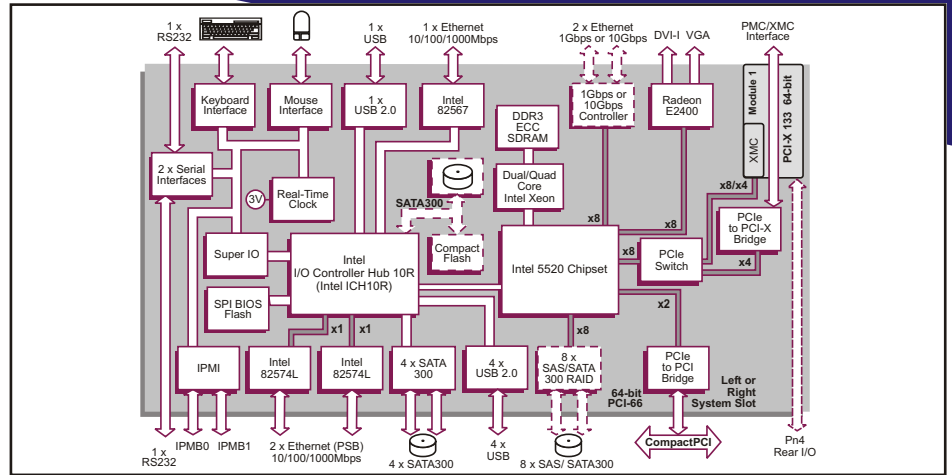 1 x
RS232
1 x
USB
1 x Ethernet
10/100/1000Mbps
2 x Ethernet
1Gbps or 10Gbps
DVI-I VGA
PMC/XMC
Interface
Keyboard
Interface
Mouse
Interface
1 x
USB 2.0
Intel
82567
DDR3
ECC
SDRAM
1Gbps or
10Gbps
Controller
Radeon
E2400
Module 1
XMC
PCI-X 133 64-bit
2 x Serial
Interfaces
3V
Real-Time
Clock
SATA300
Dual/Quad
Core
Intel Xeon
x8
x8
x8/x4
PCIe
to PCI-X
Bridge
Super IO
Intel
I/O Controller Hub 10R
(Intel ICH10R)
Compact
Flash
Intel 5520 Chipset
x8
PCIe
Switch
x4
SPI BIOS
Flash
x1
x1
x8
x2
IPMI
Intel
82574L
Intel
82574L
4 x SATA
300
4 x
USB 2.0
8 x
SAS/SATA
300 RAID
PCIe
to PCI
Bridge
64-bit
PCI-66
Left or
Right
System Slot
1 x
RS232
IPMB0
IPMB1
2 x Ethernet (PSB)
10/100/1000Mbps
4 x SATA300
4 x
USB
8 x SAS/ SATA300
CompactPCI
Pn4
Rear I/O